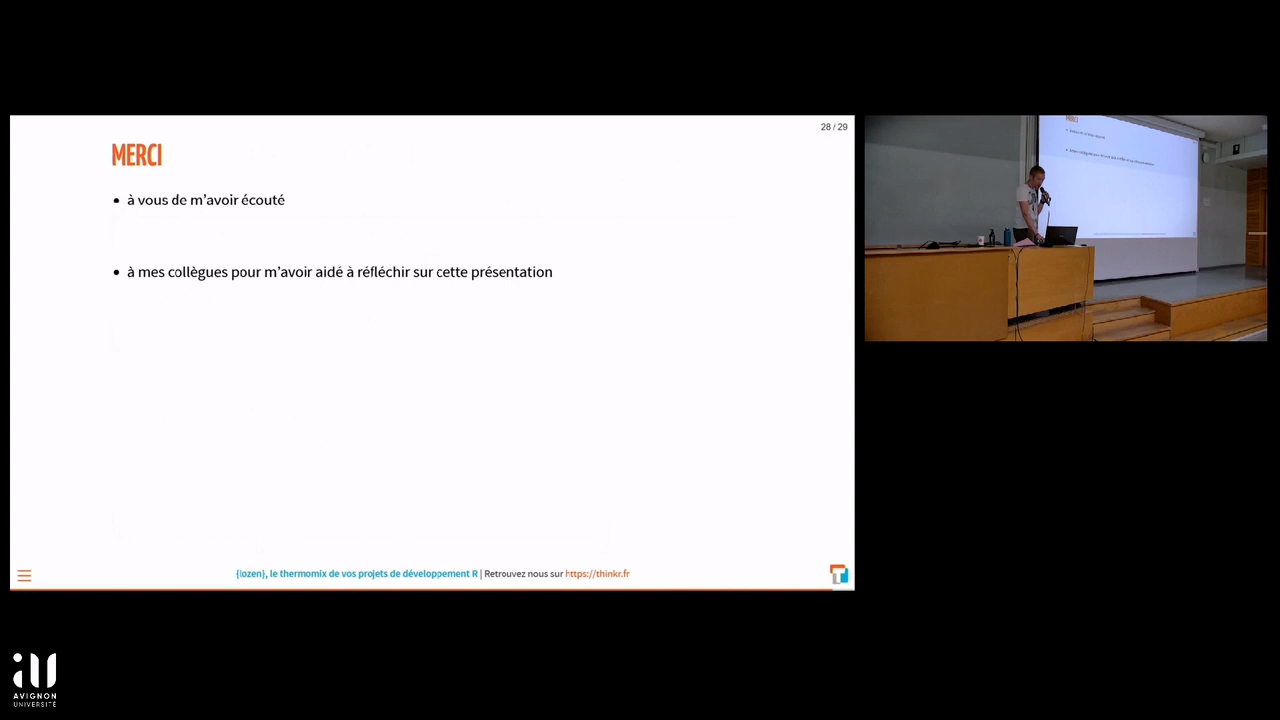 28 / 29
MERCI
• à vous de m'avoir écouté
• à mes collègues pour m'avoir aidé à réfléchir sur cette présentation
le thermomix de vos projets de développement R | Retrouvez nous sur https://thinkr.fr
MERCI
AVIGNON
UNIVERSITÉ